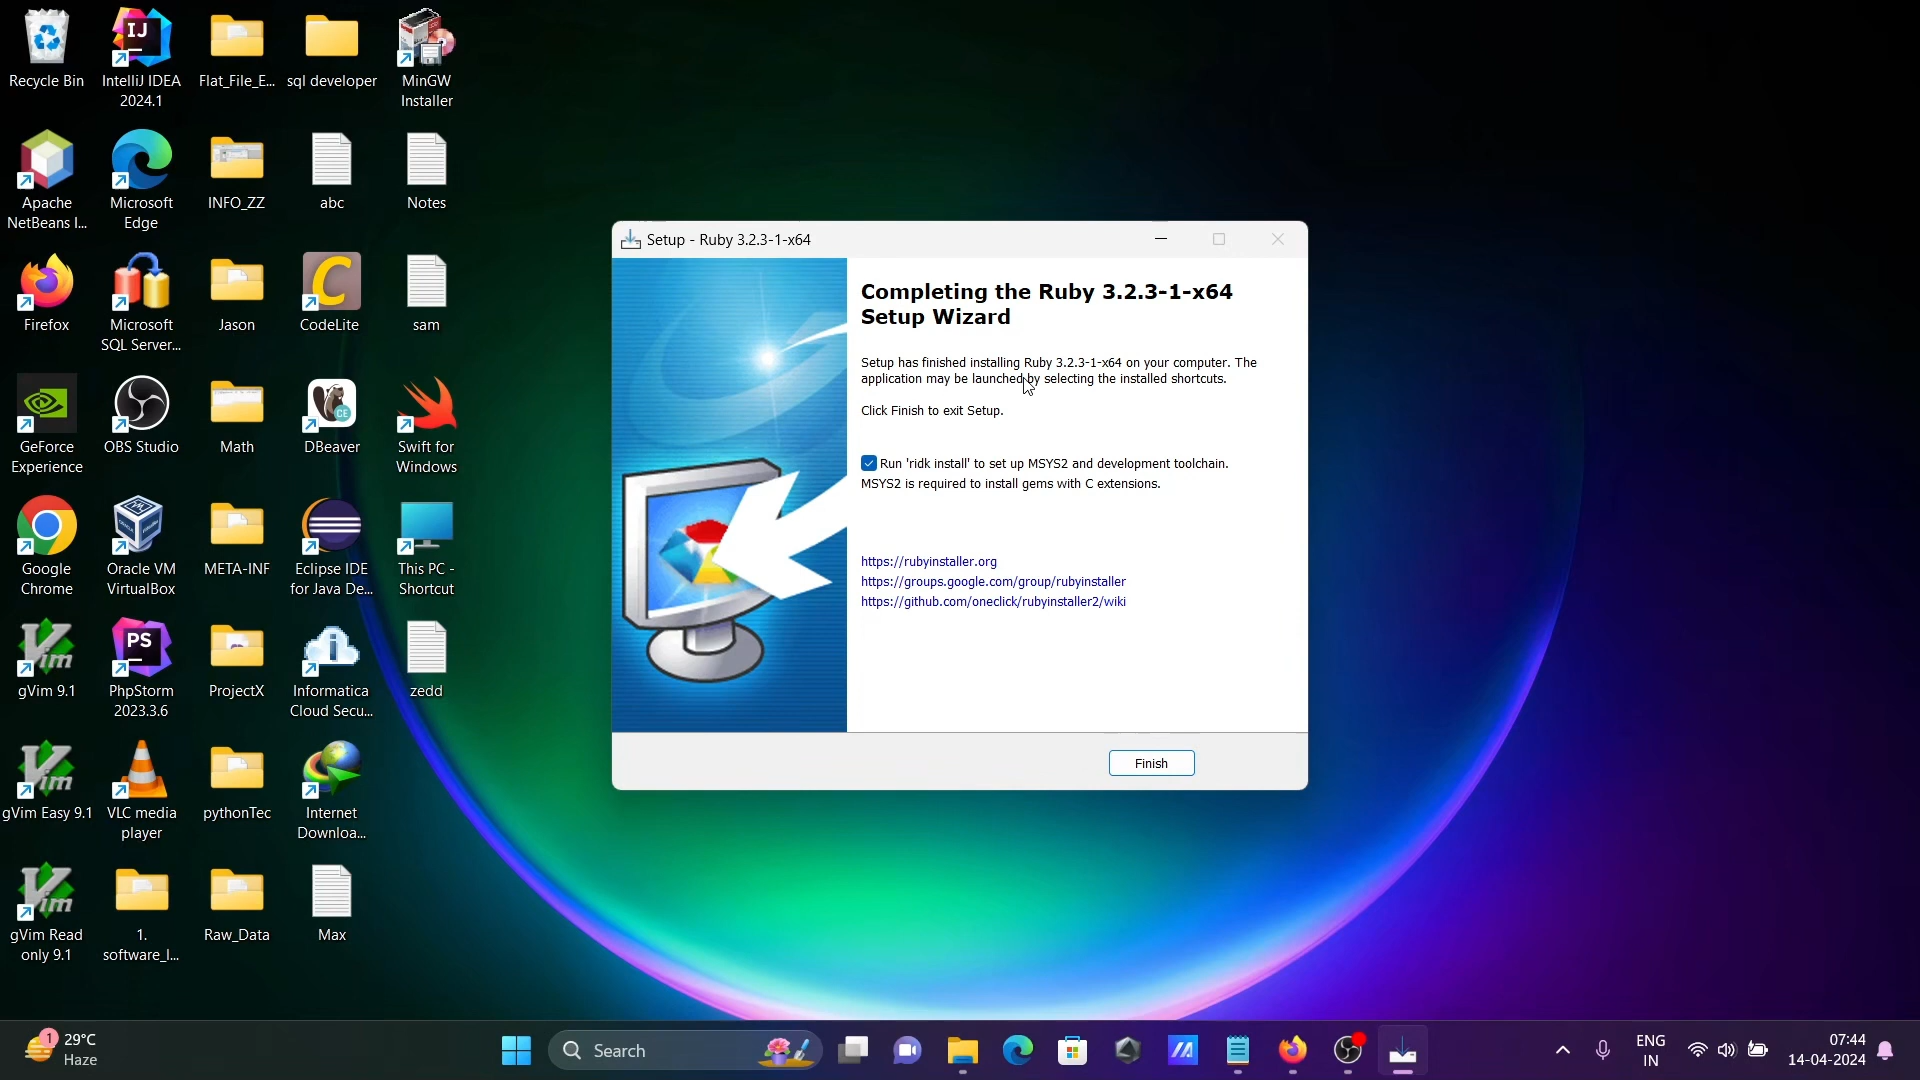 Recycle Bin
IntelliJ IDEA
2024.1
Flat_File_E...
sql developer
MinGW
Installer
Apache
NetBeans I...
Microsoft
Edge
INFO_ZZ
abc
Notes
Firefox
Microsoft
SQL Server...
Jason
CodeLite
sam
GeForce
Experience
OBS Studio
Math
DBeaver
Swift for
Windows
Google
Chrome
Oracle VM
VirtualBox
META-INF
Eclipse IDE
for Java De...
This PC -
Shortcut
gVim 9.1
PhpStorm
2023.3.6
ProjectX
Informatica
Cloud Secu...
zedd
gVim Easy 9.1
VLC media
player
pythonTec
Internet
Downloa...
gVim Read
only 9.1
1.
software_I...
Raw_Data
Max
Setup - Ruby 3.2.3-1-x64
Completing the Ruby 3.2.3-1-x64
Setup Wizard
Setup has finished installing Ruby 3.2.3-1-x64 on your computer. The
application may be launched by selecting the installed shortcuts.
Click Finish to exit Setup.
Run 'ridk install' to set up MSYS2 and development toolchain.
MSYS2 is required to install gems with C extensions.
https://rubyinstaller.org
https://groups.google.com/group/rubyinstaller
https://github.com/oneclick/rubyinstaller2/wiki
Finish
1
29°C
Haze
Search
ENG
IN
07:44
14-04-2024